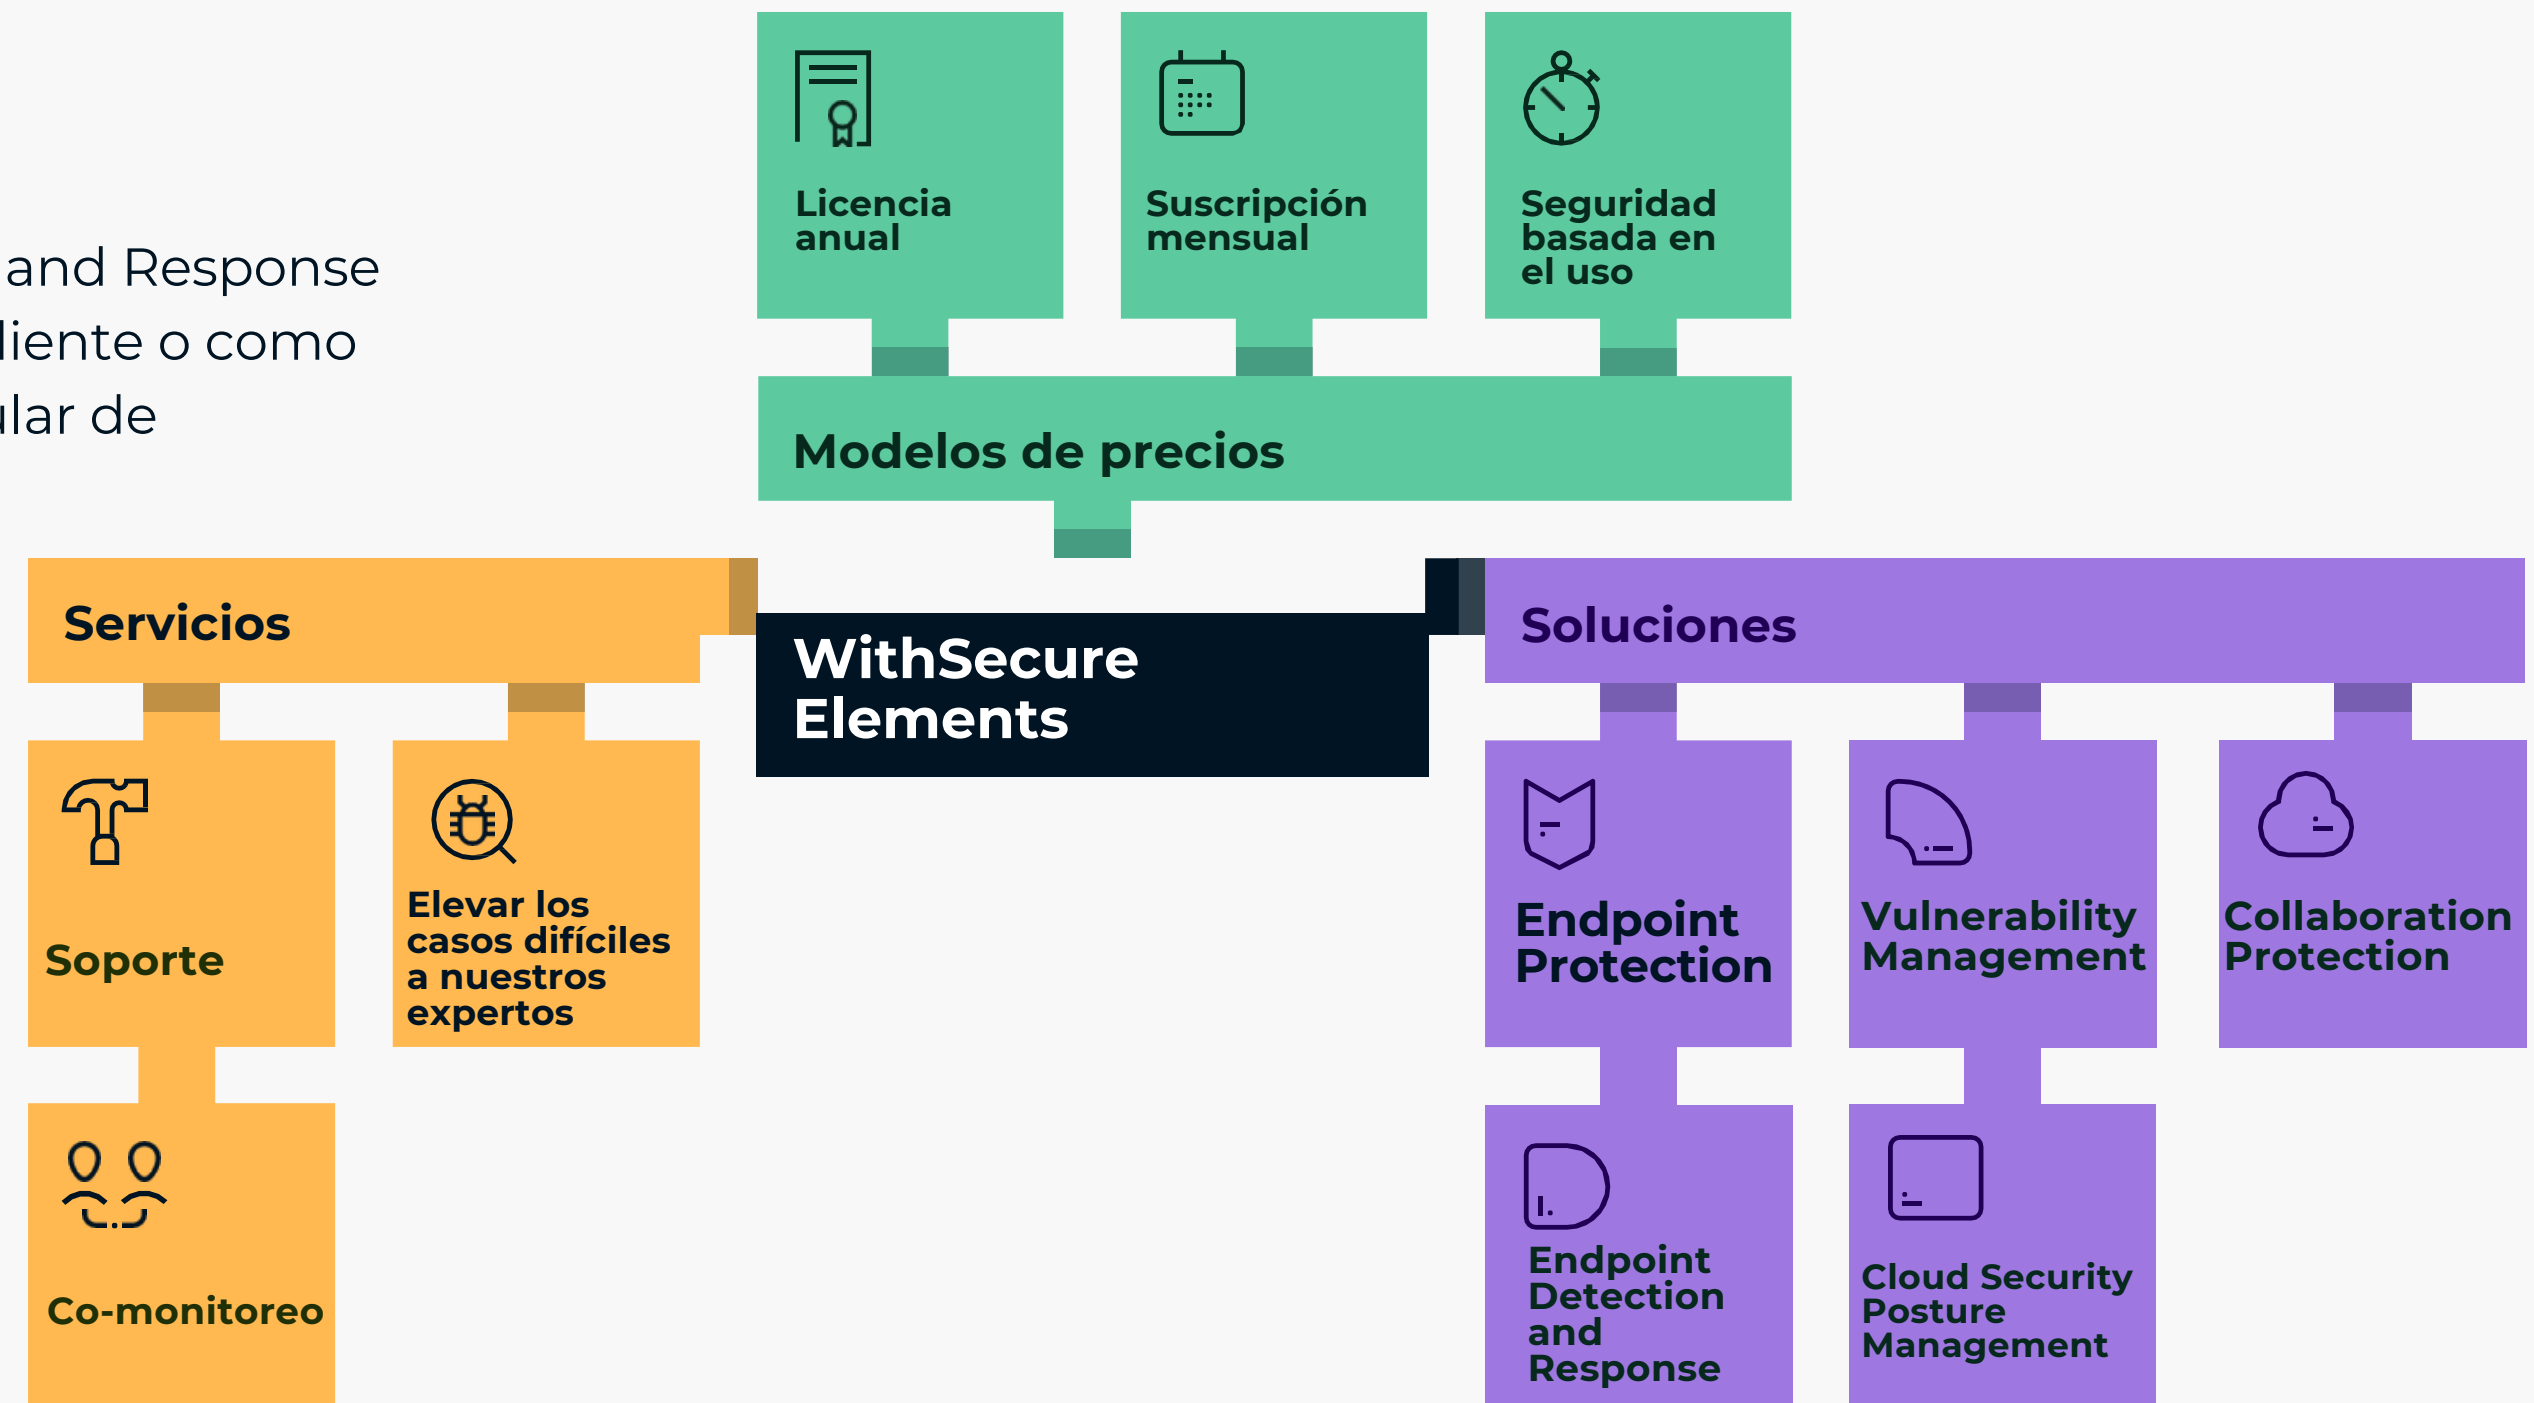 and Response
liente o como
ular de
Licencia
anual
Suscripción
mensual
Seguridad
basada en
el uso
Modelos de precios
Servicios
WithSecure
Elements
Soluciones
Soporte
Elevar los
casos difíciles
a nuestros
expertos
Co-monitoreo
Endpoint
Protection
Vulnerability
Management
Collaboration
Protection
Endpoint
Detection
and
Response
Cloud Security
Posture
Management